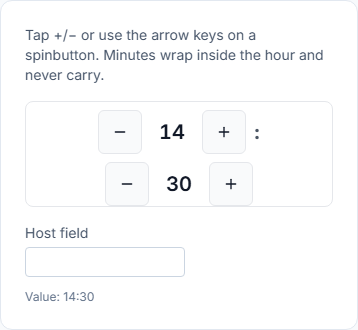 Tap +/− or use the arrow keys on a
spinbutton. Minutes wrap inside the hour and
never carry.
− 14 + :
− 30 +
Host field
Value: 14:30